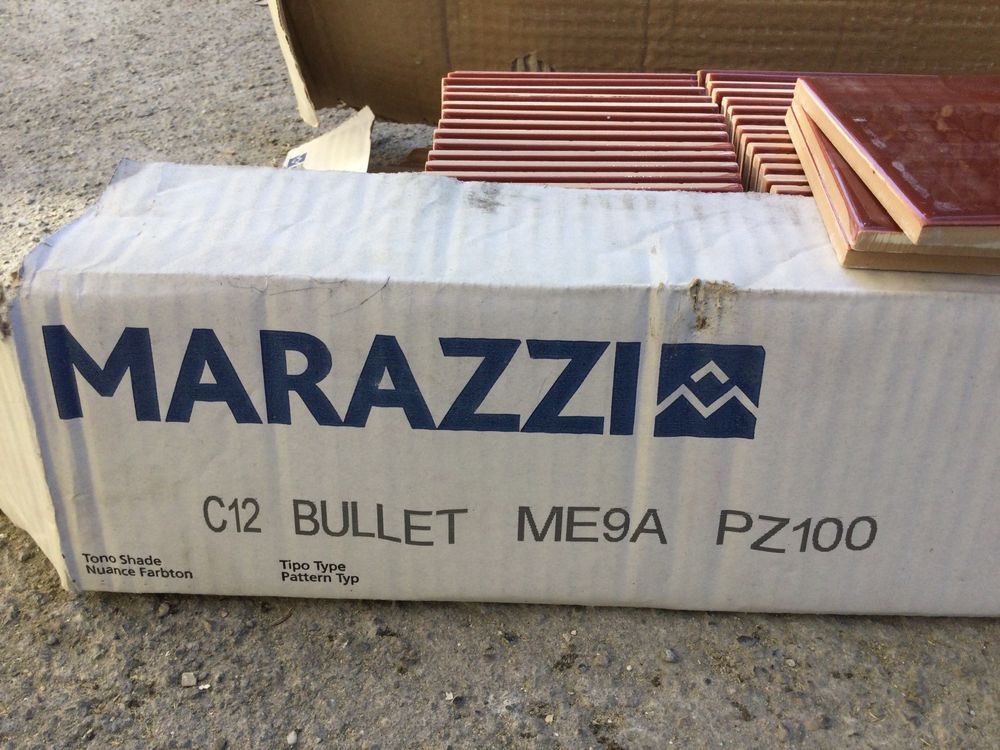 MARAZZI
C12 BULLET ME9A PZ100
Tono Shade
Nuance Farbton
Tipo Type
Pattern Typ